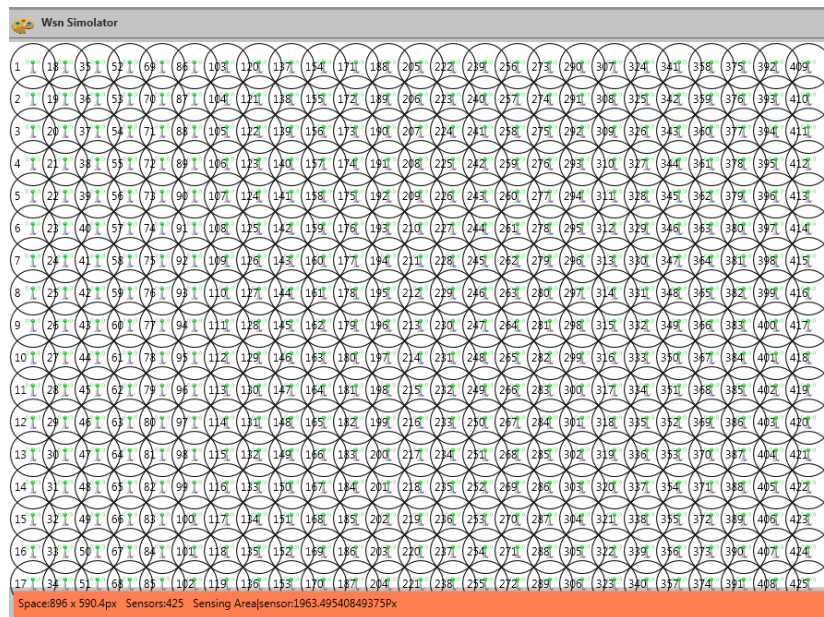 Wsn Simolator
1 18 35 52 69 86 103 120 137 154 171 188 205 222 239 256 273 290 307 324 341 358 375 392 409
2 19 36 53 70 87 104 121 138 155 172 189 206 223 240 257 274 291 308 325 342 359 376 393 410
3 20 37 54 71 88 105 122 139 156 173 190 207 224 241 258 275 292 309 326 343 360 377 394 411
4 21 38 55 72 89 106 123 140 157 174 191 208 225 242 259 276 293 310 327 344 361 378 395 412
5 22 39 56 73 90 107 124 141 158 175 192 209 226 243 260 277 294 311 328 345 362 379 396 413
6 23 40 57 74 91 108 125 142 159 176 193 210 227 244 261 278 295 312 329 346 363 380 397 414
7 24 41 58 75 92 109 126 143 160 177 194 211 228 245 262 279 296 313 330 347 364 381 398 415
8 25 42 59 76 93 110 127 144 161 178 195 212 229 246 263 280 297 314 331 348 365 382 399 416
9 26 43 60 77 94 111 128 145 162 179 196 213 230 247 264 281 298 315 332 349 366 383 400 417
10 27 44 61 78 95 112 129 146 163 180 197 214 231 248 265 282 299 316 333 350 367 384 401 418
11 28 45 62 79 96 113 130 147 164 181 198 215 232 249 266 283 300 317 334 351 368 385 402 419
12 29 46 63 80 97 114 131 148 165 182 199 216 233 250 267 284 301 318 335 352 369 386 403 420
13 30 47 64 81 98 115 132 149 166 183 200 217 234 251 268 285 302 319 336 353 370 387 404 421
14 31 48 65 82 99 116 133 150 167 184 201 218 235 252 269 286 303 320 337 354 371 388 405 422
15 32 49 66 83 100 117 134 151 168 185 202 219 236 253 270 287 304 321 338 355 372 389 406 423
16 33 50 67 84 101 118 135 152 169 186 203 220 237 254 271 288 305 322 339 356 373 390 407 424
17 34 51 68 85 102 119 136 153 170 187 204 221 238 255 272 289 306 323 340 357 374 391 408 425
Space:896 x 590.4px Sensors:425 Sensing Area|sensor:1963.49540849375Px